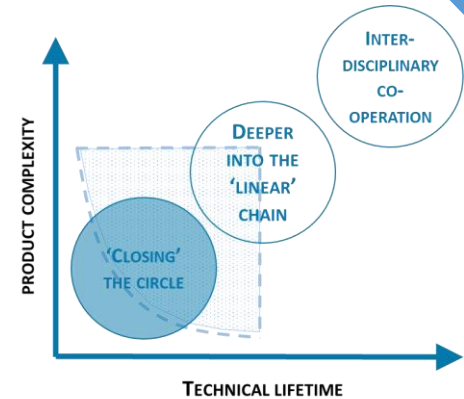 INTER-
DISCIPLINARY
CO-
OPERATION
DEEPER
INTO THE
‘LINEAR’
CHAIN
‘CLOSING’
THE CIRCLE
PRODUCT COMPLEXITY
TECHNICAL LIFETIME